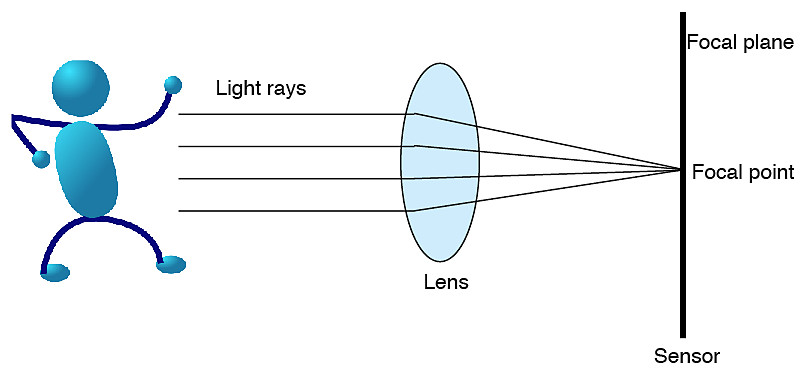 Focal plane
Light rays
Focal point
Lens
Sensor